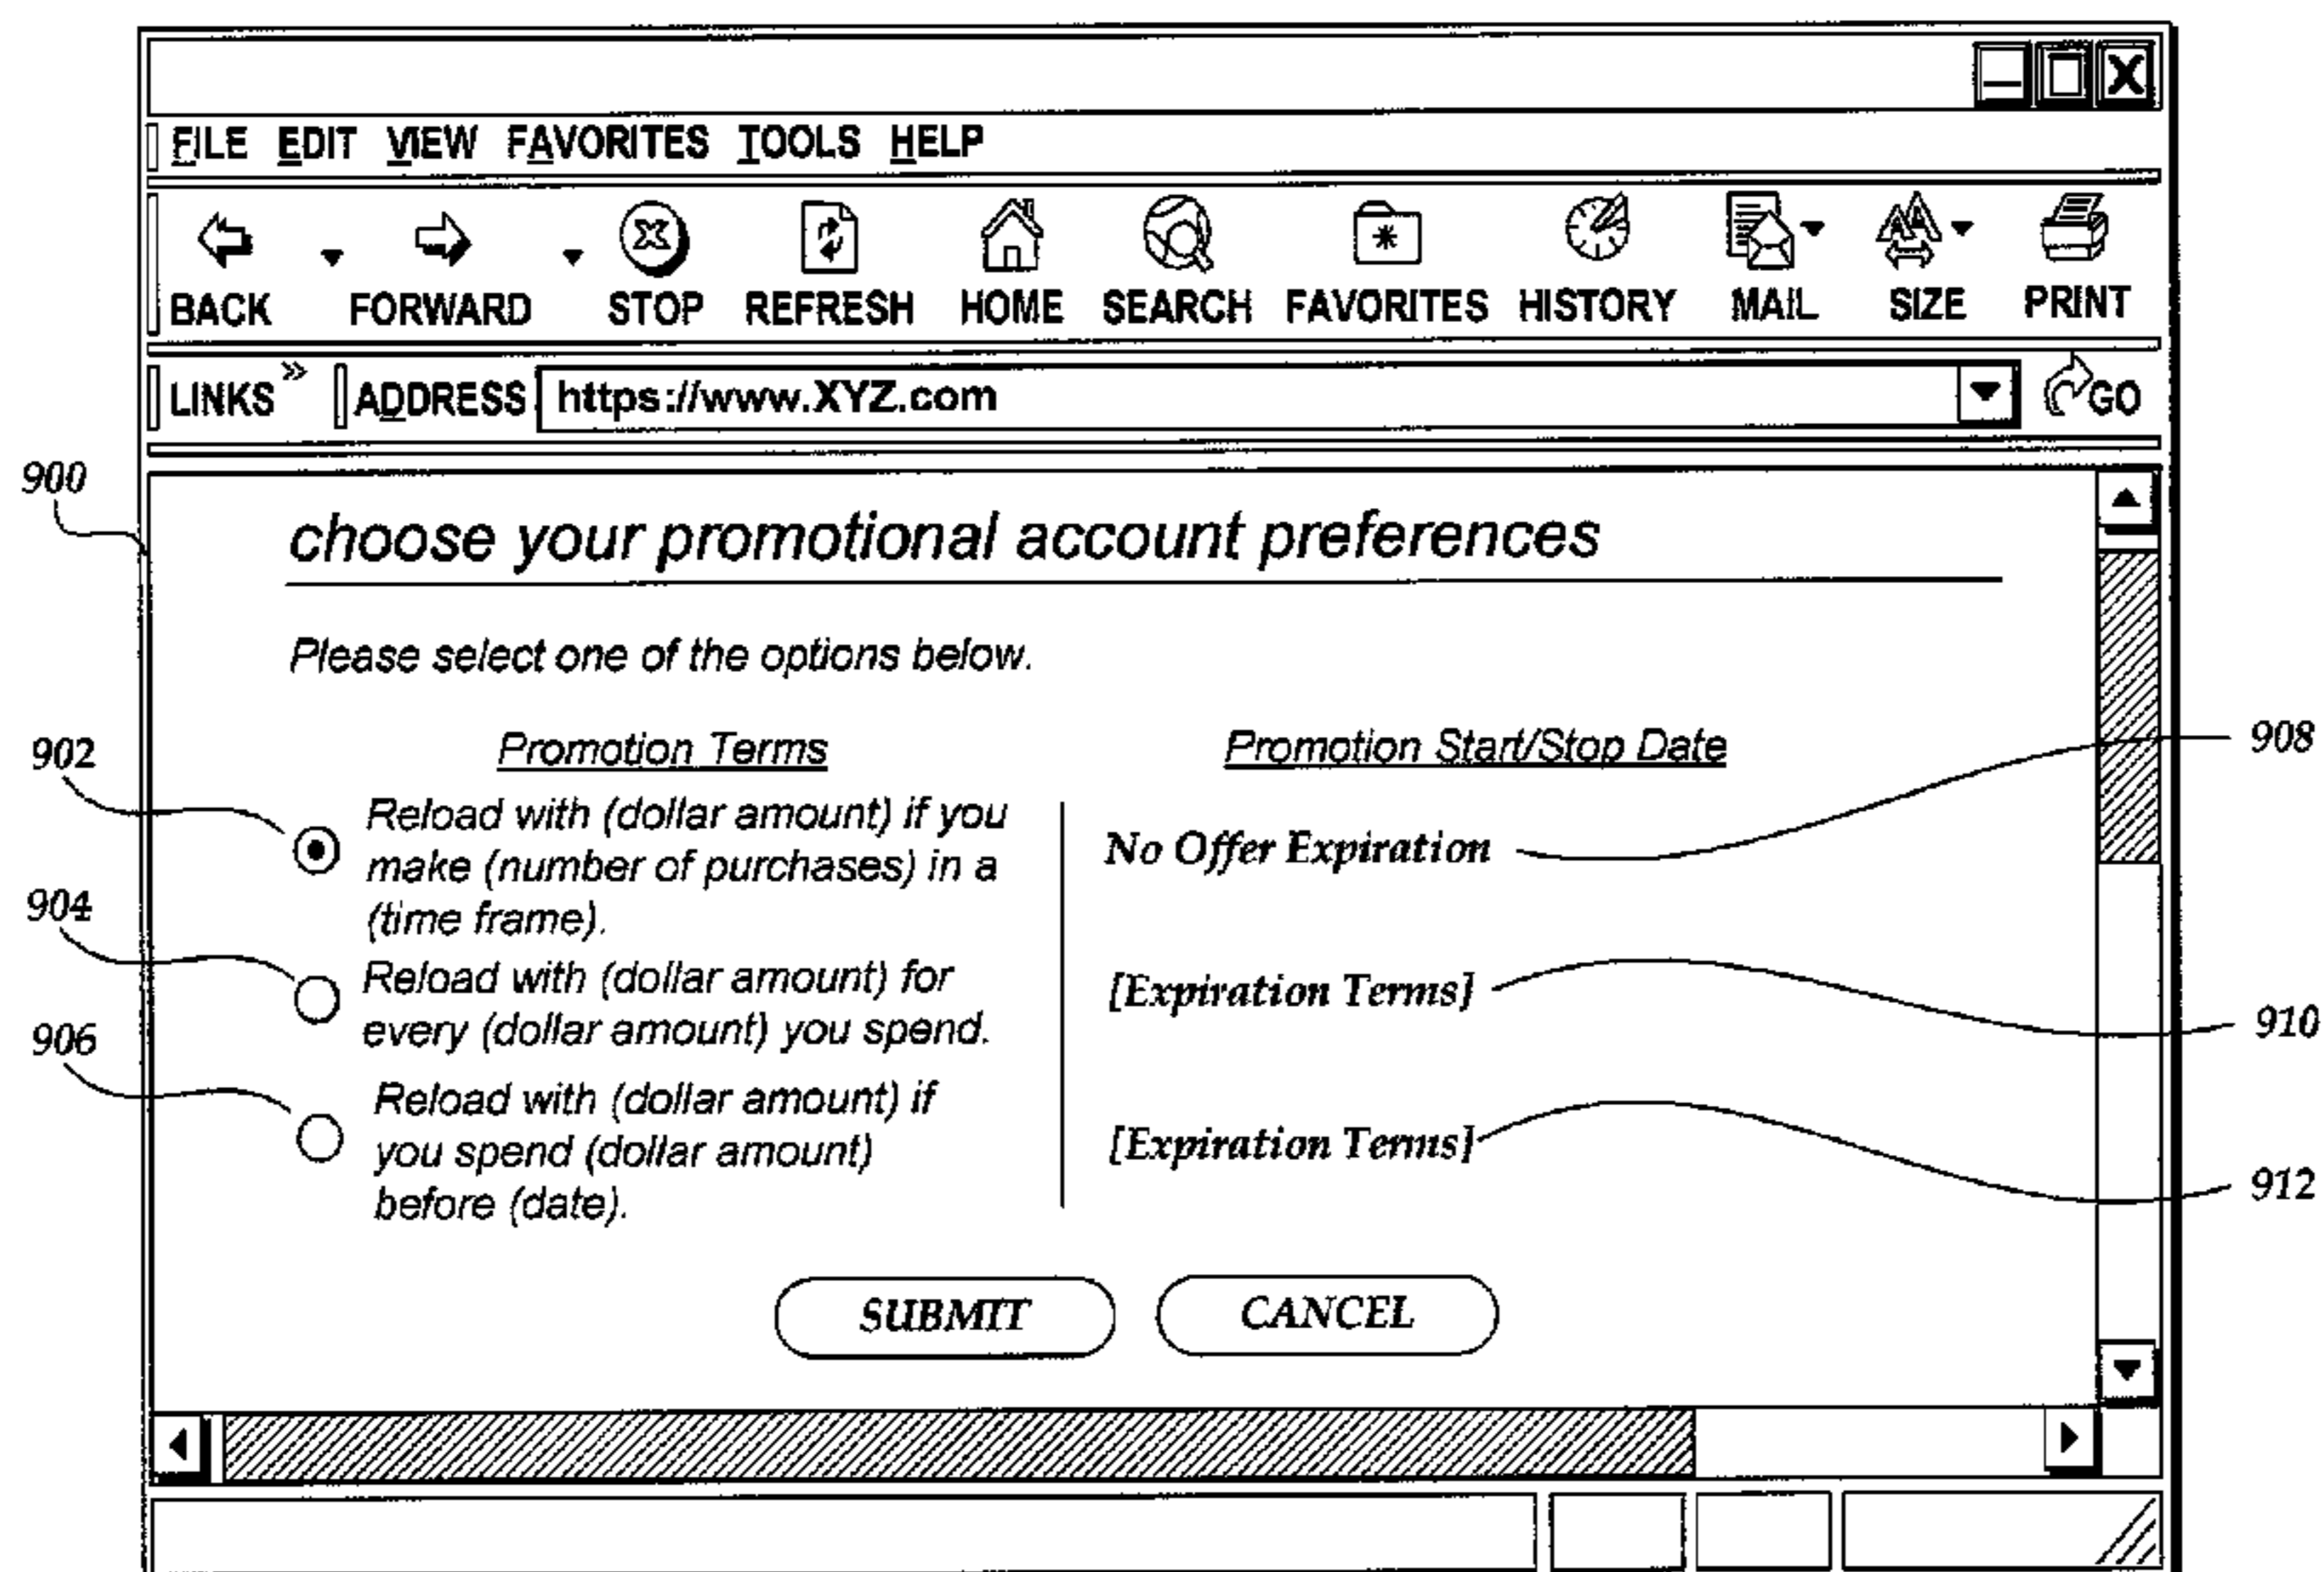 FILE EDIT VIEW FAVORITES TOOLS HELP
BACK FORWARD STOP REFRESH HOME SEARCH FAVORITES HISTORY MAIL SIZE PRINT
LINKS » ADDRESS https://www.XYZ.com GO
900
choose your promotional account preferences
Please select one of the options below.
902
Promotion Terms
Promotion Start/Stop Date
908
Reload with (dollar amount) if you
make (number of purchases) in a
(time frame).
No Offer Expiration
904
Reload with (dollar amount) for
every (dollar amount) you spend.
[Expiration Terms]
910
906
Reload with (dollar amount) if
you spend (dollar amount)
before (date).
[Expiration Terms]
912
SUBMIT CANCEL